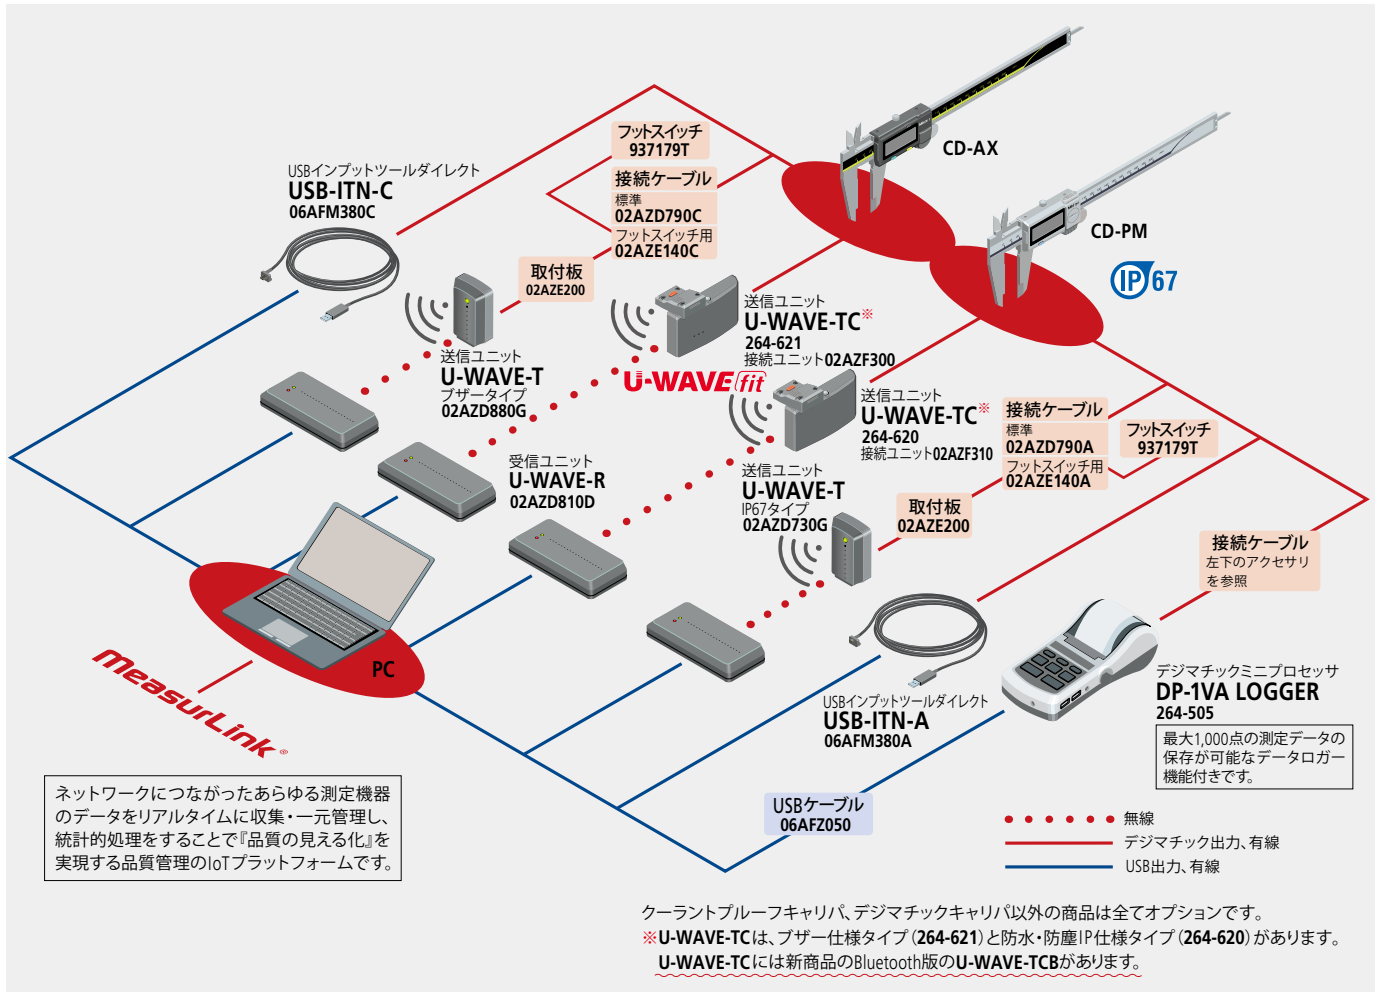 フットスイッチ
937179T
接続ケーブル
標準
02AZD790C
フットスイッチ用
02AZE140C
CD-AX
CD-PM
IP67
USBインプットツールダイレクト
USB-ITN-C
06AFM380C
取付板
02AZE200
送信ユニット
U-WAVE-TC※
264-621
接続ユニット02AZF300
送信ユニット
U-WAVE-T
ブザータイプ
02AZD880G
U-WAVE fit
送信ユニット
U-WAVE-TC※
264-620
接続ユニット02AZF310
接続ケーブル
標準
02AZD790A
フットスイッチ用
02AZE140A
フットスイッチ
937179T
受信ユニット
U-WAVE-R
02AZD810D
送信ユニット
U-WAVE-T
IP67タイプ
02AZD730G
取付板
02AZE200
接続ケーブル
左下のアクセサリ
を参照
PC
MeasurLink®
USBインプットツールダイレクト
USB-ITN-A
06AFM380A
デジマチックミニプロセッサ
DP-1VA LOGGER
264-505
最大1,000点の測定データの
保存が可能なデータロガー
機能付きです。
ネットワークにつながったあらゆる測定機器
のデータをリアルタイムに収集・一元管理し、
統計的処理をすることで『品質の見える化』を
実現する品質管理のIoTプラットフォームです。
USBケーブル
06AFZ050
無線
デジマチック出力、有線
USB出力、有線
クーラントプルーフキャリパ、デジマチックキャリパ以外の商品は全てオプションです。
※U-WAVE-TCは、ブザー仕様タイプ（264-621）と防水・防塵IP仕様タイプ（264-620）があります。
U-WAVE-TCには新商品のBluetooth版のU-WAVE-TCBがあります。